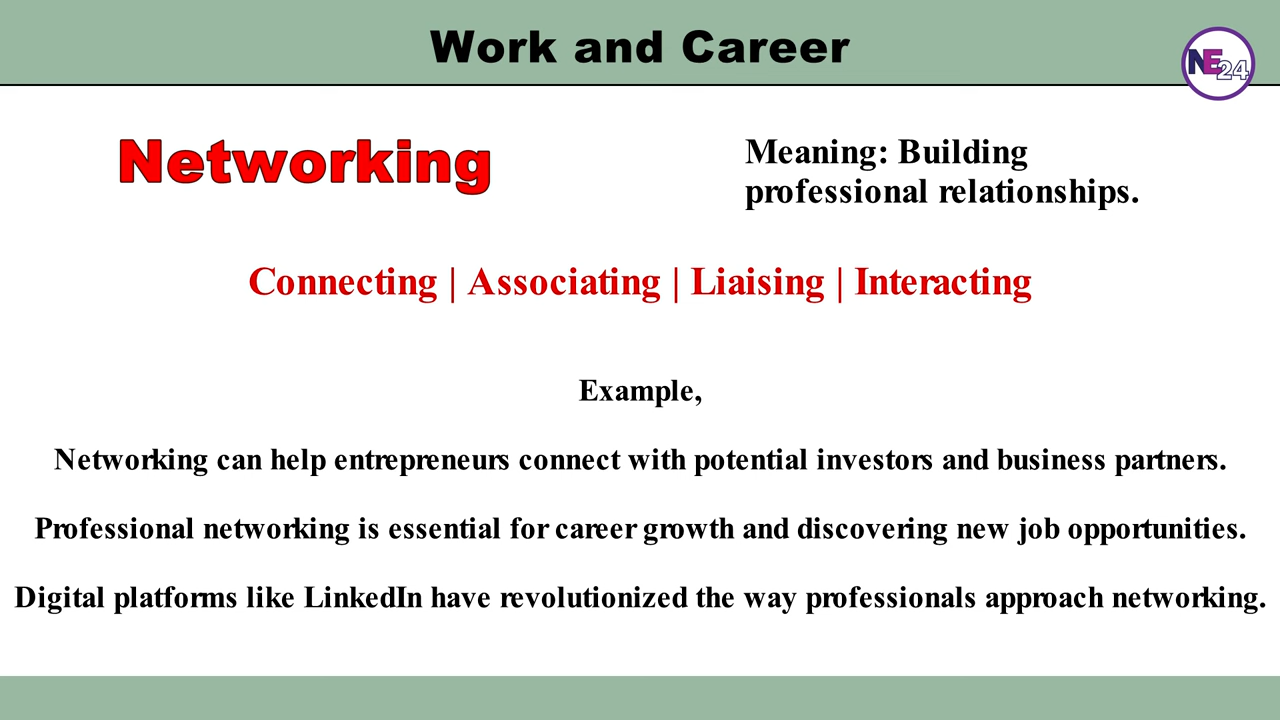 Work and Career
NE24
Networking
Meaning: Building
professional relationships.
Connecting | Associating | Liaising | Interacting
Example,
Networking can help entrepreneurs connect with potential investors and business partners.
Professional networking is essential for career growth and discovering new job opportunities.
Digital platforms like LinkedIn have revolutionized the way professionals approach networking.